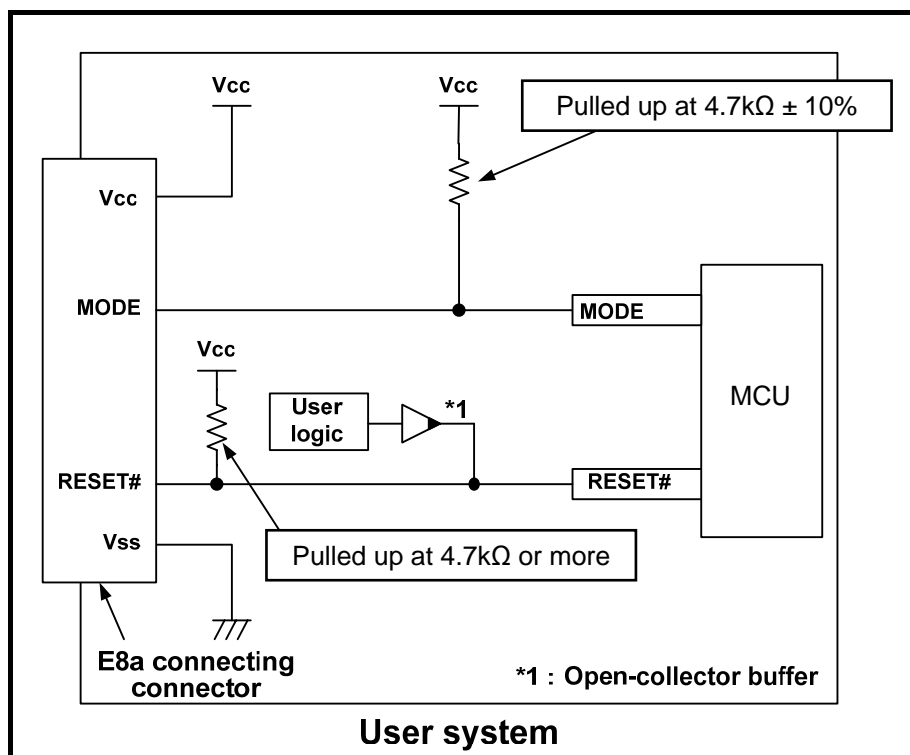 Vcc
Vcc
Pulled up at 4.7kΩ ± 10%
Vcc
MODE
MODE
MCU
Vcc
User
logic
*1
RESET#
RESET#
Vss
Pulled up at 4.7kΩ or more
E8a connecting
connector
*1 : Open-collector buffer
User system